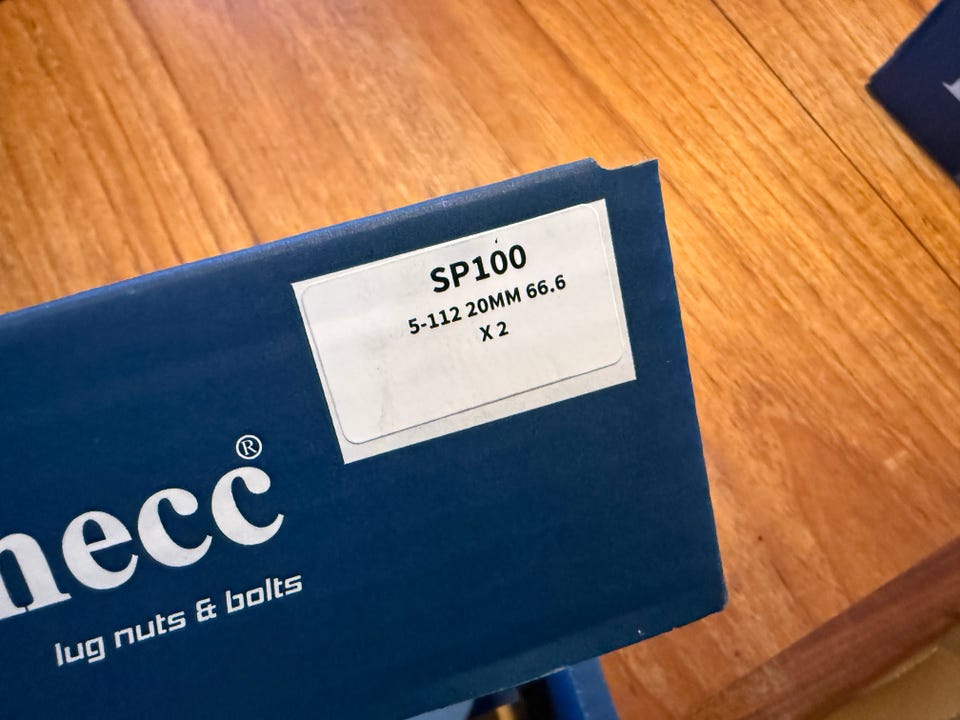 SP100
5-112 20MM 66.6
X 2
necc®
lug nuts & bolts